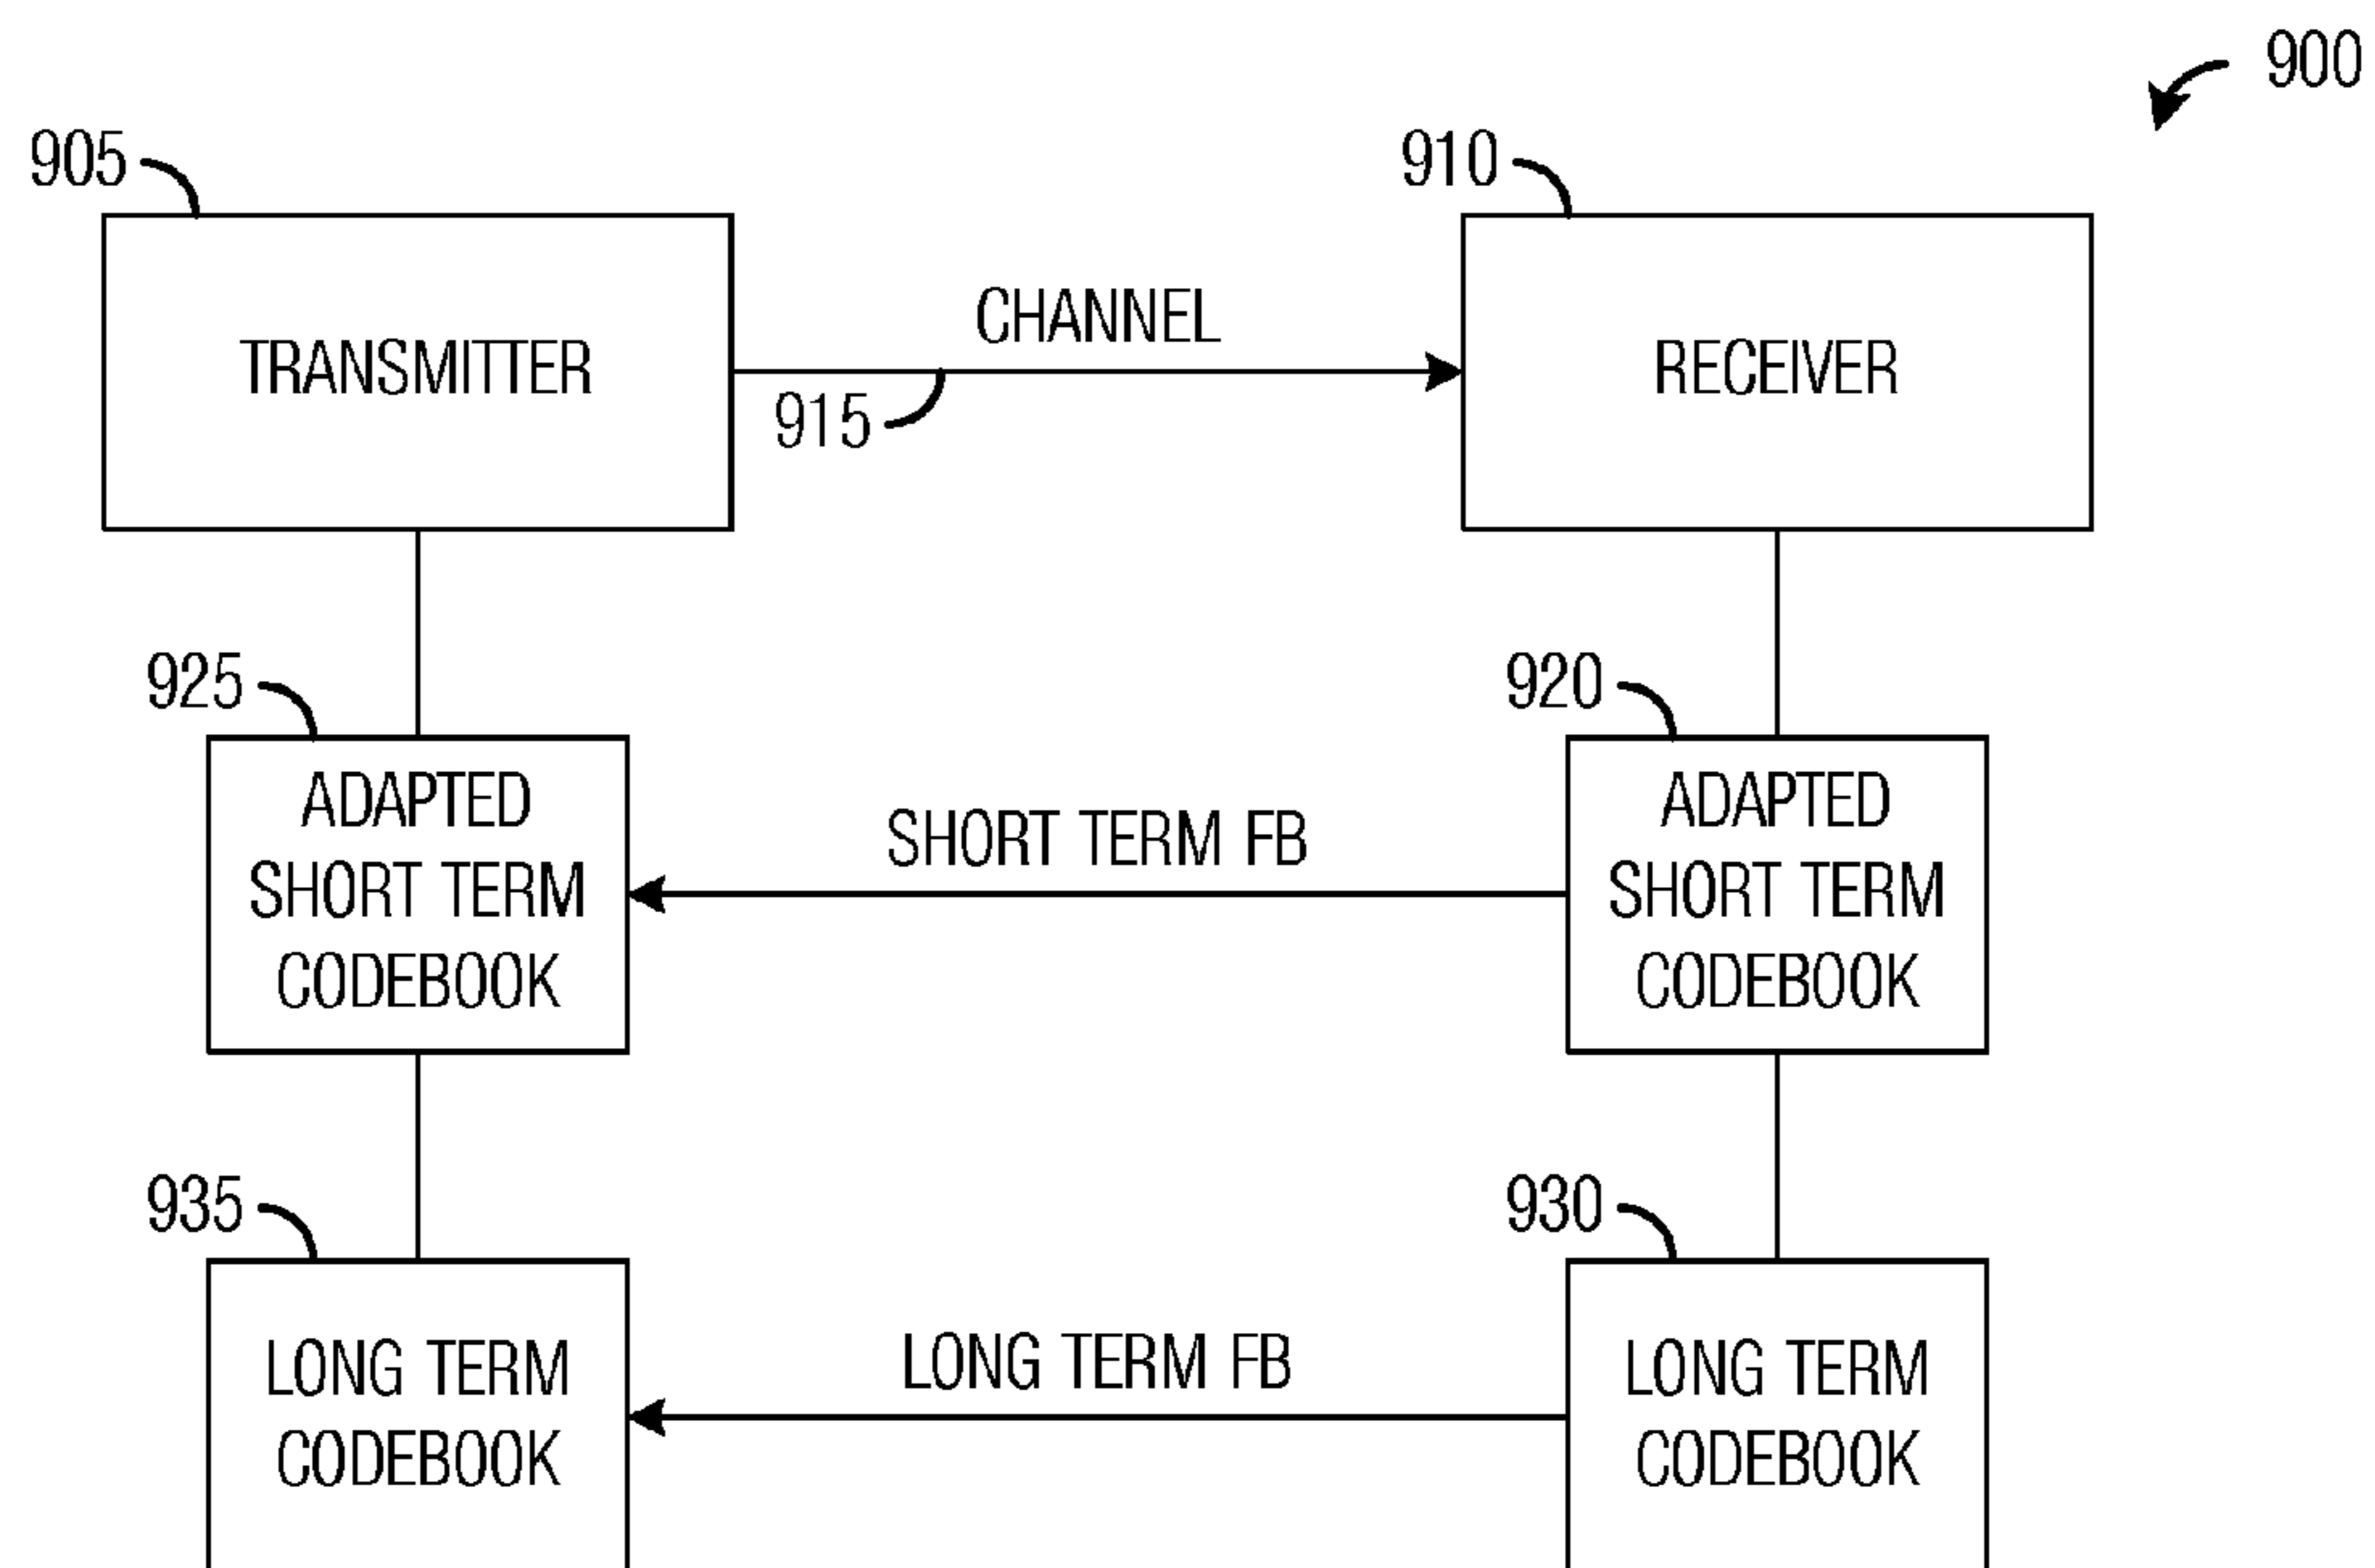 900
905
910
TRANSMITTER
CHANNEL
915
RECEIVER
925
920
ADAPTED
SHORT TERM
CODEBOOK
SHORT TERM FB
ADAPTED
SHORT TERM
CODEBOOK
935
930
LONG TERM
CODEBOOK
LONG TERM FB
LONG TERM
CODEBOOK